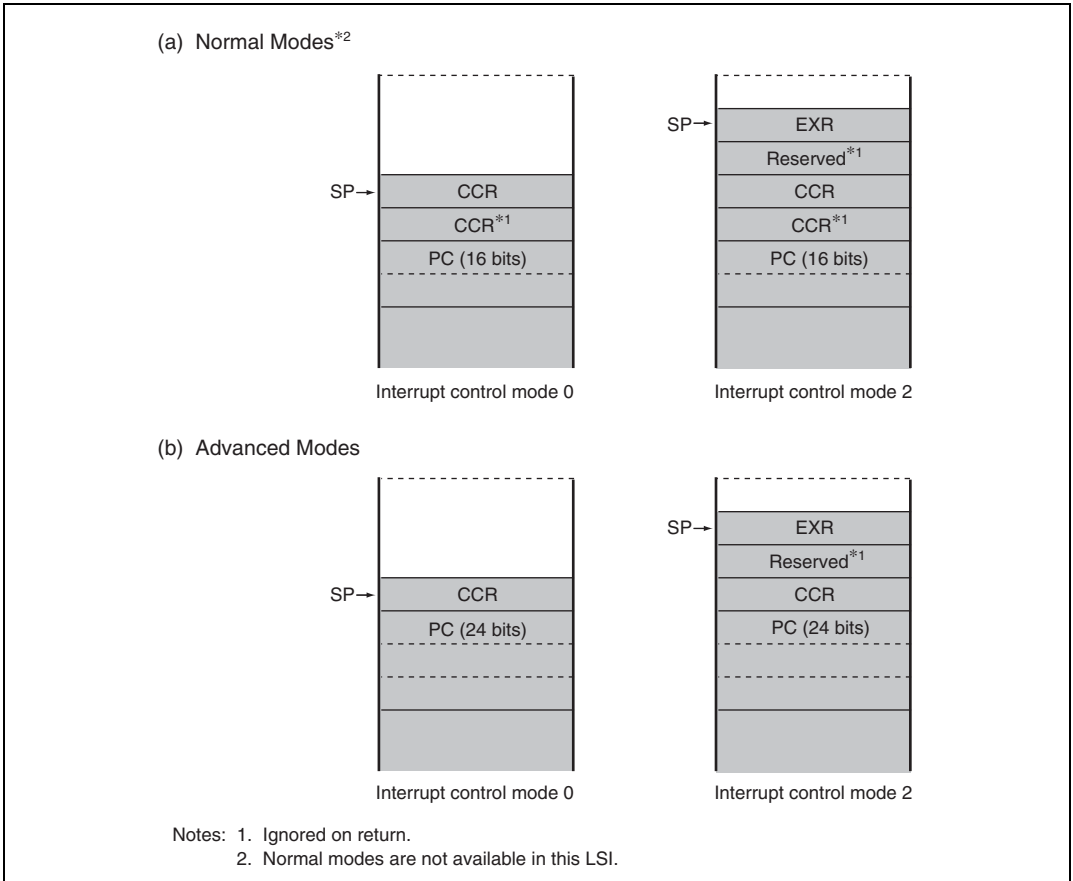 (a) Normal Modes*2
SP→ CCR
CCR*1
PC (16 bits)
Interrupt control mode 0
SP→ EXR
Reserved*1
CCR
CCR*1
PC (16 bits)
Interrupt control mode 2
(b) Advanced Modes
SP→ CCR
PC (24 bits)
Interrupt control mode 0
SP→ EXR
Reserved*1
CCR
PC (24 bits)
Interrupt control mode 2
Notes: 1. Ignored on return.
2. Normal modes are not available in this LSI.